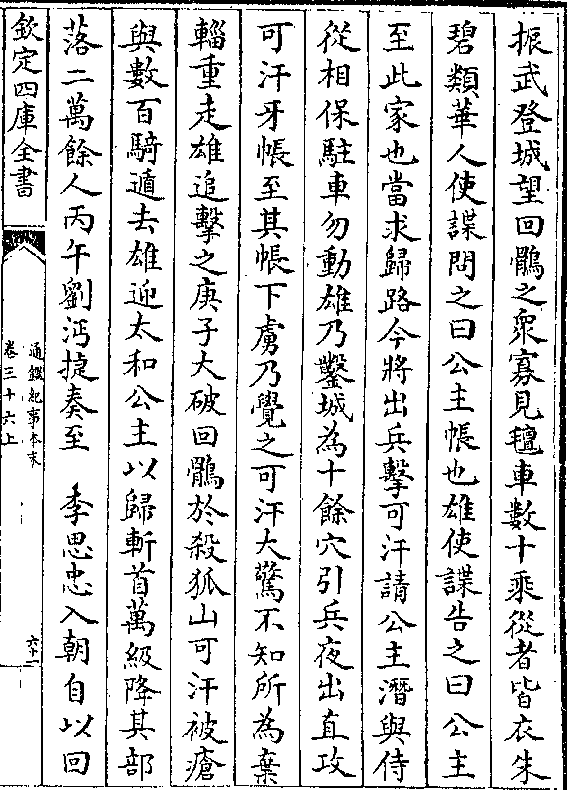 振武登城望回鶻之衆寡見氊車數十乘從者皆衣朱
碧類華人使諜問之曰公主帳也雄使諜告之曰公主
至此家也當求歸路今將出兵擊可汗請公主潛與侍
從相保駐車勿動雄乃鑿城為十餘穴引兵夜出直攻
可汗牙帳至其帳下虜乃覺之可汗大驚不知所為棄
輜重走雄追擊之庚子大破回鶻於殺狐山可汗被瘡
與數百騎遁去雄迎太和公主以歸斬首萬級降其部
落二萬餘人丙午劉沔捷奏至　李思忠入朝自以回
欽定四庫全書
通鑑紀事本末
卷三十六上
六十二